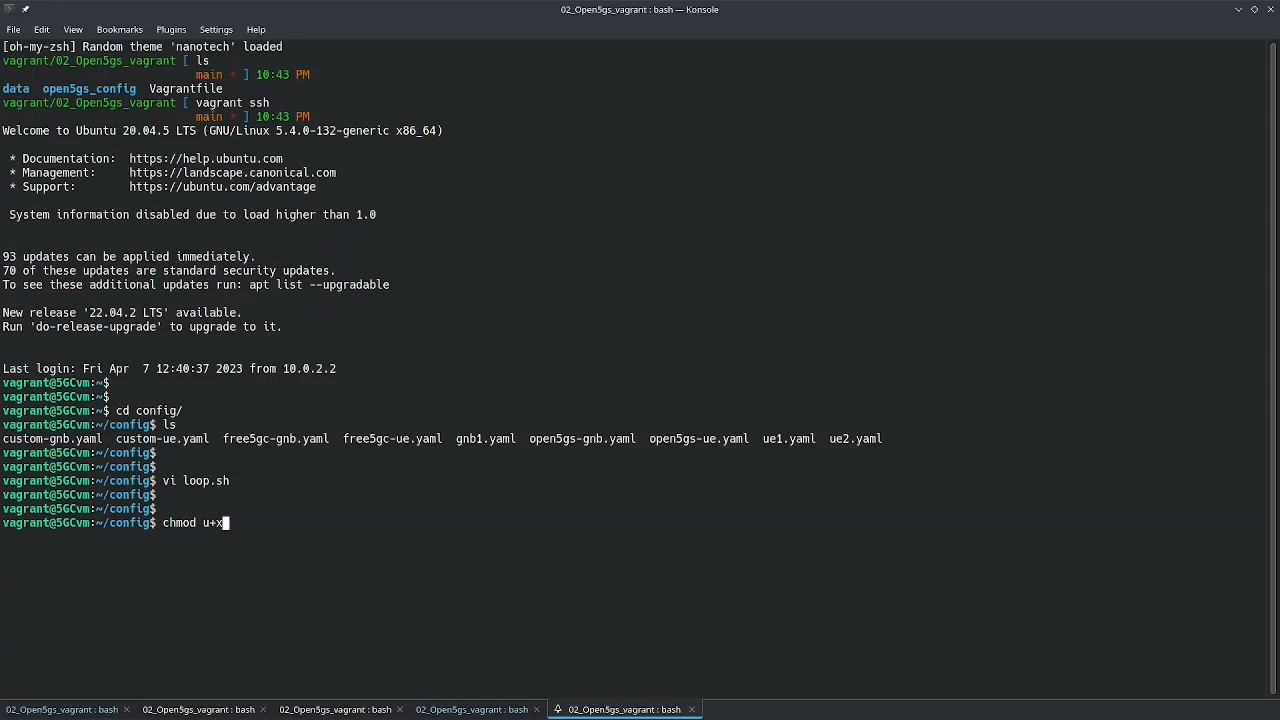 02_Open5gs_vagrant : bash — Konsole
File Edit View Bookmarks Plugins Settings Help
[oh-my-zsh] Random theme 'nanotech' loaded
vagrant/02_Open5gs_vagrant [ ls
main * ] 10:43 PM
data open5gs_config Vagrantfile
vagrant/02_Open5gs_vagrant [ vagrant ssh
main * ] 10:43 PM
Welcome to Ubuntu 20.04.5 LTS (GNU/Linux 5.4.0-132-generic x86_64)
* Documentation: https://help.ubuntu.com
* Management: https://landscape.canonical.com
* Support: https://ubuntu.com/advantage
System information disabled due to load higher than 1.0
93 updates can be applied immediately.
70 of these updates are standard security updates.
To see these additional updates run: apt list --upgradable
New release '22.04.2 LTS' available.
Run 'do-release-upgrade' to upgrade to it.
Last login: Fri Apr 7 12:40:37 2023 from 10.0.2.2
vagrant@5GCvm:~$
vagrant@5GCvm:~$
vagrant@5GCvm:~$ cd config/
vagrant@5GCvm:~/config$ ls
custom-gnb.yaml custom-ue.yaml free5gc-gnb.yaml free5gc-ue.yaml gnb1.yaml open5gs-gnb.yaml open5gs-ue.yaml ue1.yaml ue2.yaml
vagrant@5GCvm:~/config$
vagrant@5GCvm:~/config$
vagrant@5GCvm:~/config$ vi loop.sh
vagrant@5GCvm:~/config$
vagrant@5GCvm:~/config$
vagrant@5GCvm:~/config$ chmod u+x
02_Open5gs_vagrant : bash 02_Open5gs_vagrant : bash 02_Open5gs_vagrant : bash 02_Open5gs_vagrant : bash 02_Open5gs_vagrant : bash